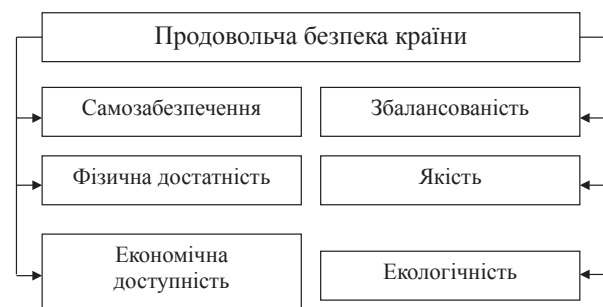 Продовольча безпека країни
Самозабезпечення
Збалансованість
Фізична достатність
Якість
Економічна
доступність
Екологічність